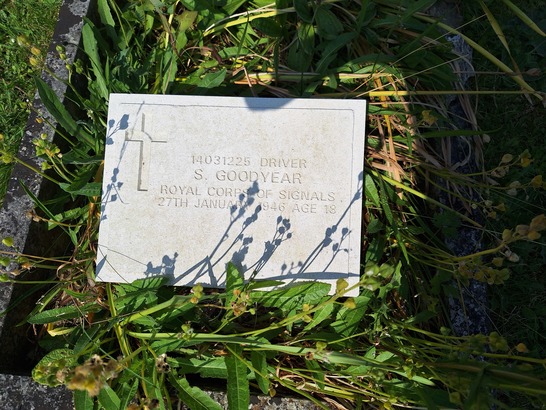 14031225 DRIVER
S. GOODYEAR
ROYAL CORPS OF SIGNALS
27TH JANUARY 1946 AGE 18